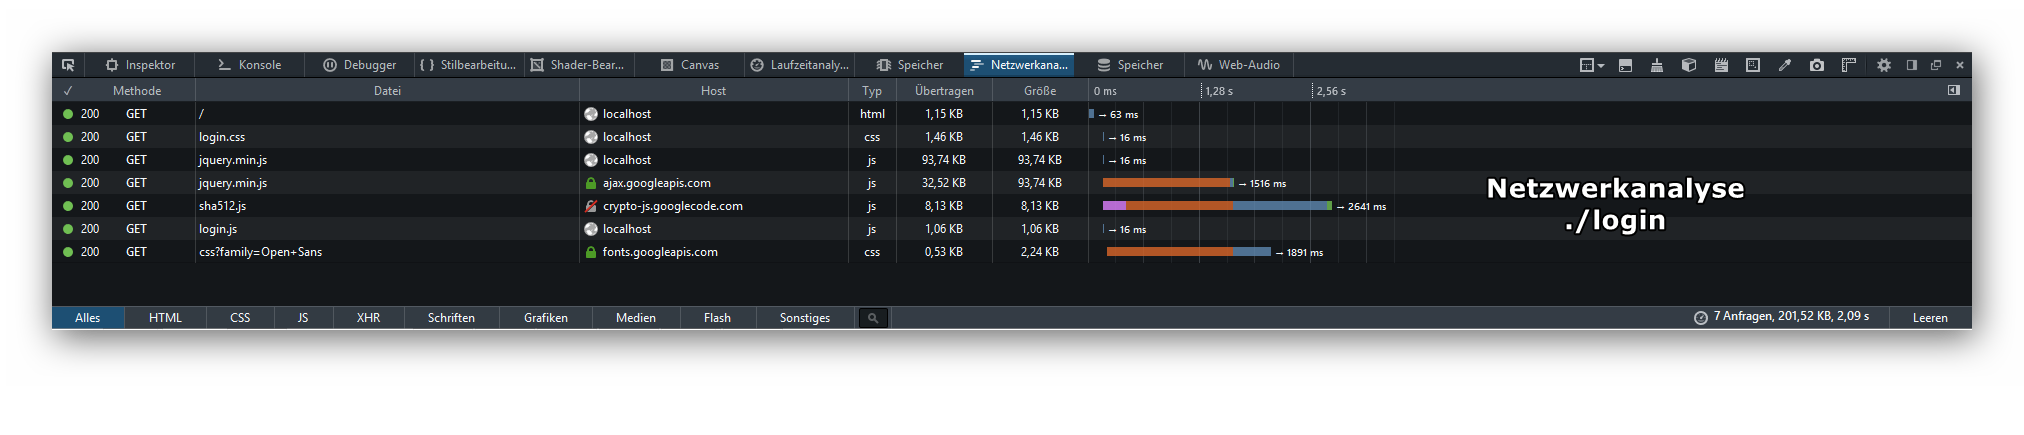 Inspektor Konsole Debugger { } Stilbearbeitu... Shader-Bear... Canvas Laufzeitanaly... Speicher Netzwerkana... Speicher Web-Audio
✓ Methode Datei Host Typ Übertragen Größe 0 ms 1,28 s 2,56 s
200 GET / localhost html 1,15 KB 1,15 KB → 63 ms
200 GET login.css localhost css 1,46 KB 1,46 KB → 16 ms
200 GET jquery.min.js localhost js 93,74 KB 93,74 KB → 16 ms
200 GET jquery.min.js ajax.googleapis.com js 32,52 KB 93,74 KB → 1516 ms
200 GET sha512.js crypto-js.googlecode.com js 8,13 KB 8,13 KB → 2641 ms
200 GET login.js localhost js 1,06 KB 1,06 KB → 16 ms
200 GET css?family=Open+Sans fonts.googleapis.com css 0,53 KB 2,24 KB → 1891 ms
Netzwerkanalyse
./login
Alles HTML CSS JS XHR Schriften Grafiken Medien Flash Sonstiges 7 Anfragen, 201,52 KB, 2,09 s Leeren